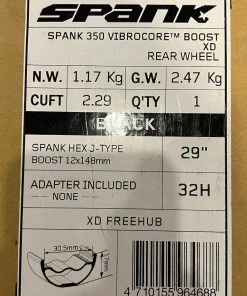 SPANK
SPANK 350 VIBROCORE™ BOOST
XD
REAR WHEEL
N.W. 1.17 Kg G.W. 2.47 Kg
CUFT 2.29 Q'TY 1
BLACK
SPANK HEX J-TYPE
BOOST 12x148mm
29"
ADAPTER INCLUDED
-- NONE --
32H
XD FREEHUB
30.5mm
17mm
4 710155 964688